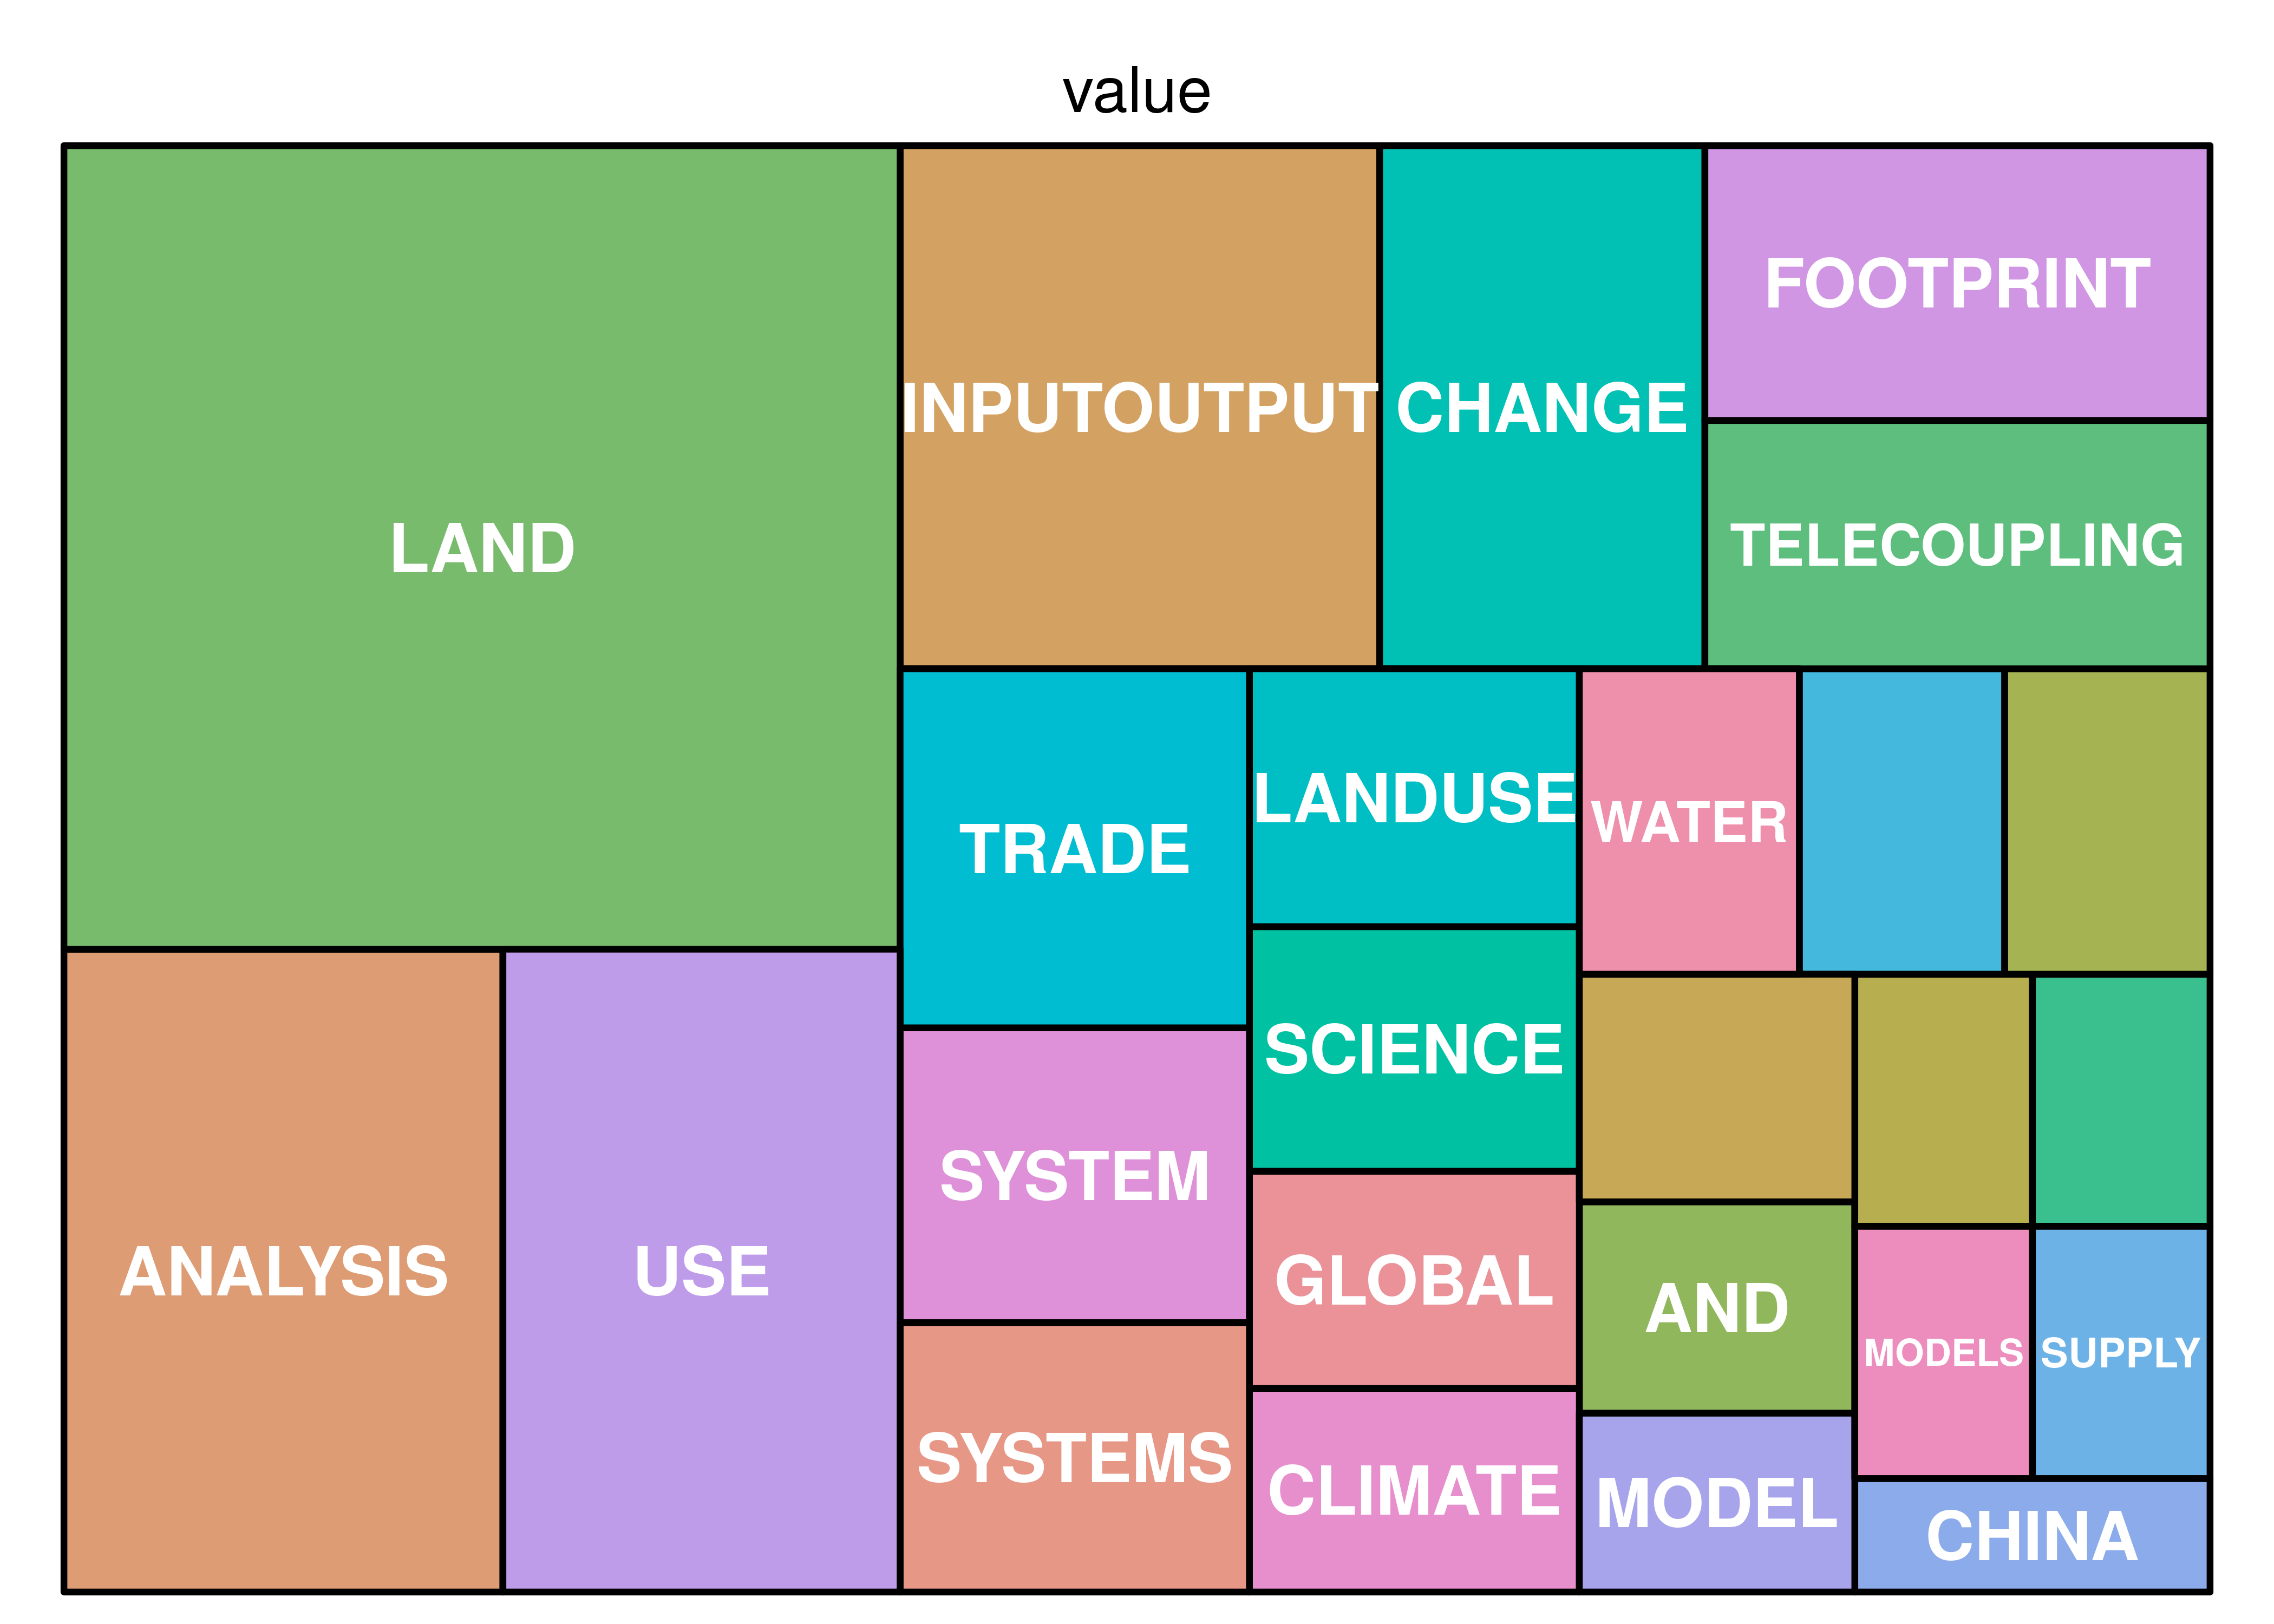 value
LAND
INPUTOUTPUT
CHANGE
FOOTPRINT
TELECOUPLING
TRADE
LANDUSE
WATER
SCIENCE
SYSTEM
GLOBAL
ANALYSIS
USE
AND
MODELS
SUPPLY
SYSTEMS
CLIMATE
MODEL
CHINA